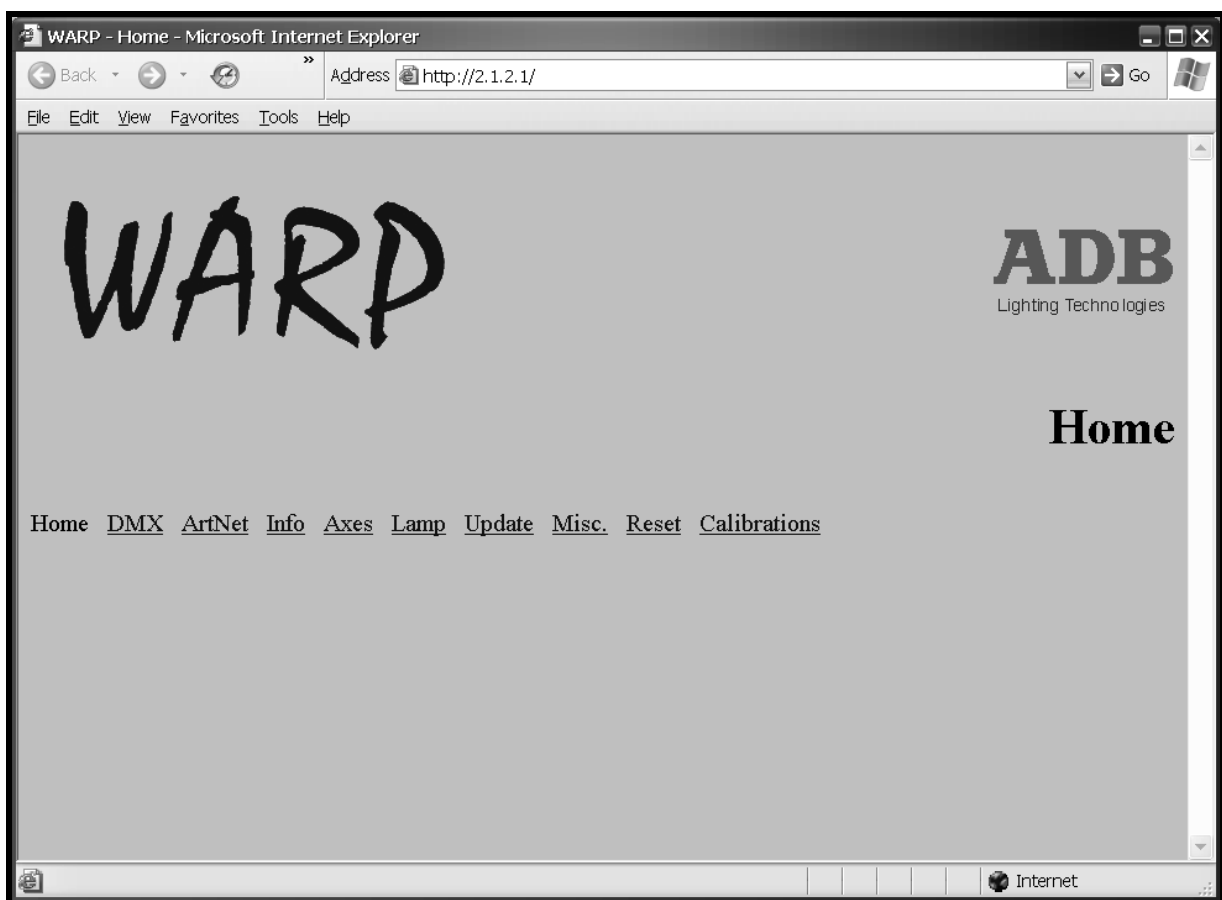 WARP - Home - Microsoft Internet Explorer
Back » Address http://2.1.2.1/ Go
File Edit View Favorites Tools Help
WARP
ADB
Lighting Technologies
Home
Home DMX ArtNet Info Axes Lamp Update Misc. Reset Calibrations
Internet